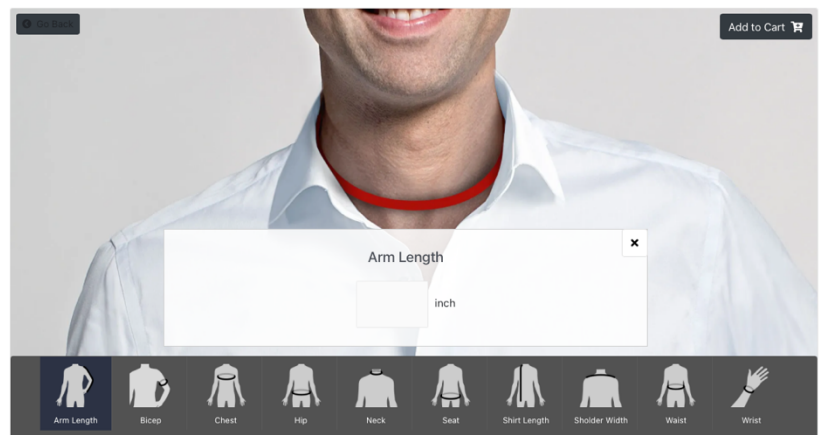 Go Back
Add to Cart
Arm Length
inch
Arm Length
Bicep
Chest
Hip
Neck
Seat
Shirt Length
Sholder Width
Waist
Wrist